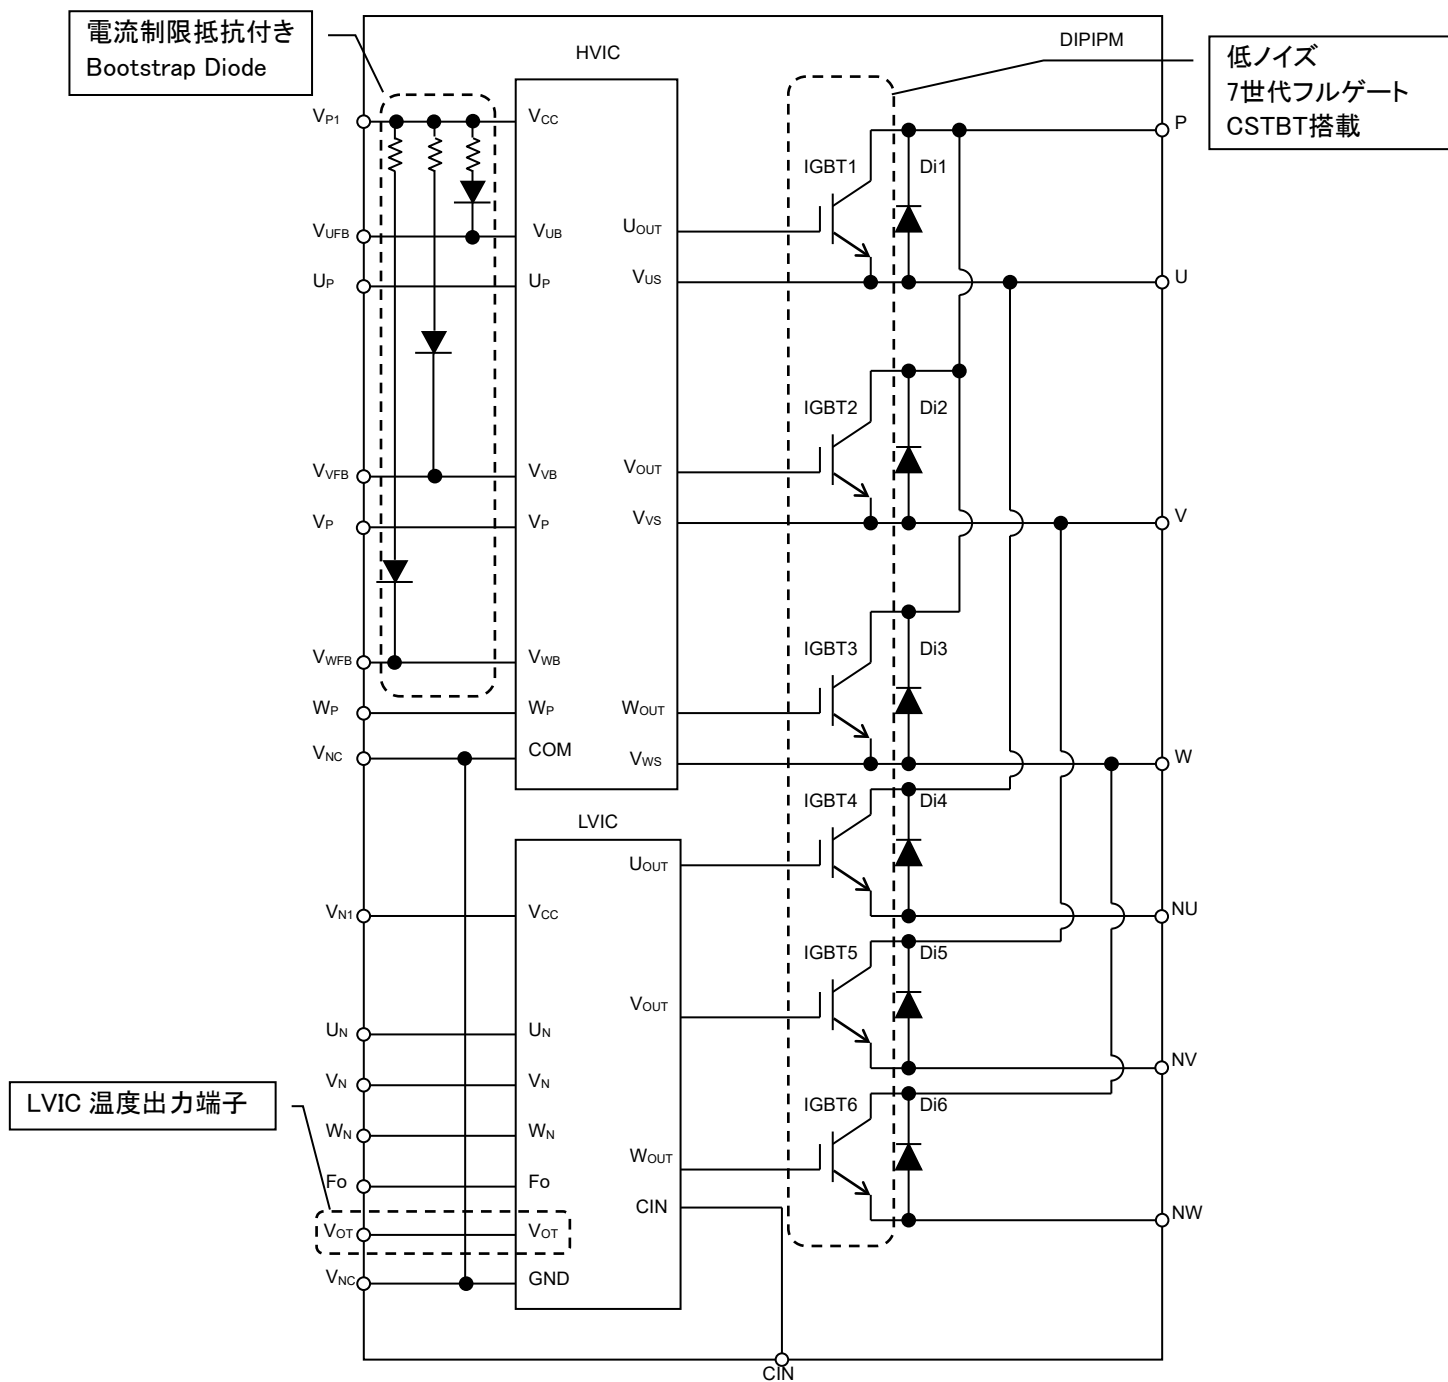 電流制限抵抗付き
Bootstrap Diode
HVIC
DIPIPM
低ノイズ
7世代フルゲート
CSTBT搭載
VP1
VCC
P
IGBT1
Di1
VUFB
VUB
UOUT
UP
UP
VUS
U
IGBT2
Di2
VVFB
VVB
VOUT
VP
VP
VVS
V
IGBT3
Di3
VWFB
VWB
WP
WP
WOUT
VNC
COM
VWS
W
IGBT4
Di4
LVIC
UOUT
VN1
VCC
NU
IGBT5
Di5
VOUT
UN
UN
NV
VN
VN
LVIC 温度出力端子
IGBT6
Di6
WN
WN
WOUT
Fo
Fo
CIN
NW
VOT
VOT
VNC
GND
CIN